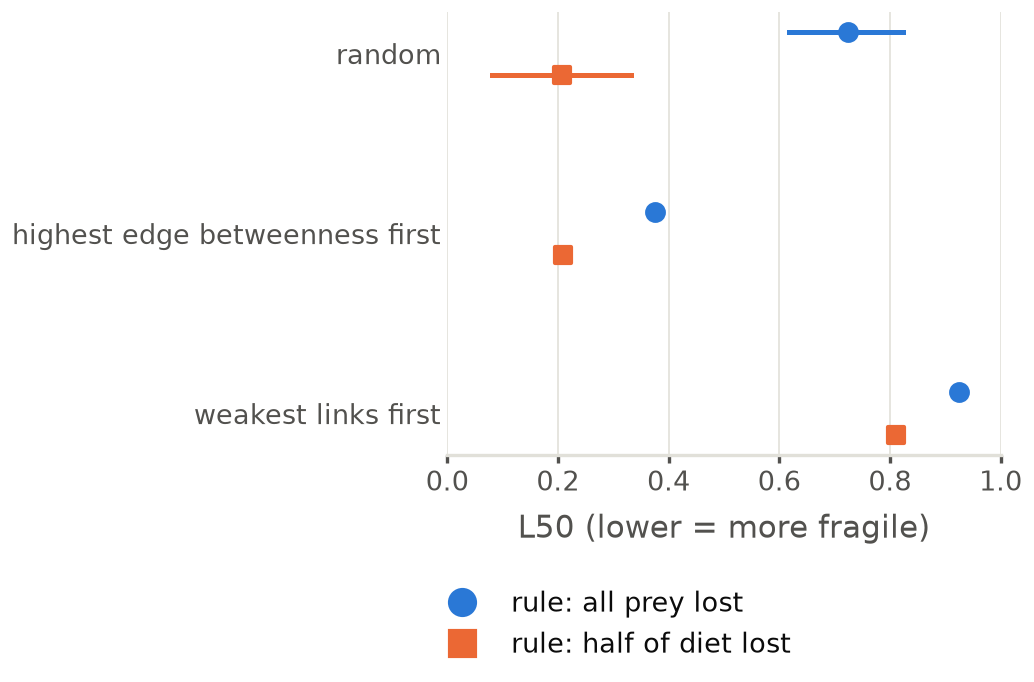 random
highest edge betweenness first
weakest links first
0.0 0.2 0.4 0.6 0.8 1.0
L50 (lower = more fragile)
rule: all prey lost
rule: half of diet lost